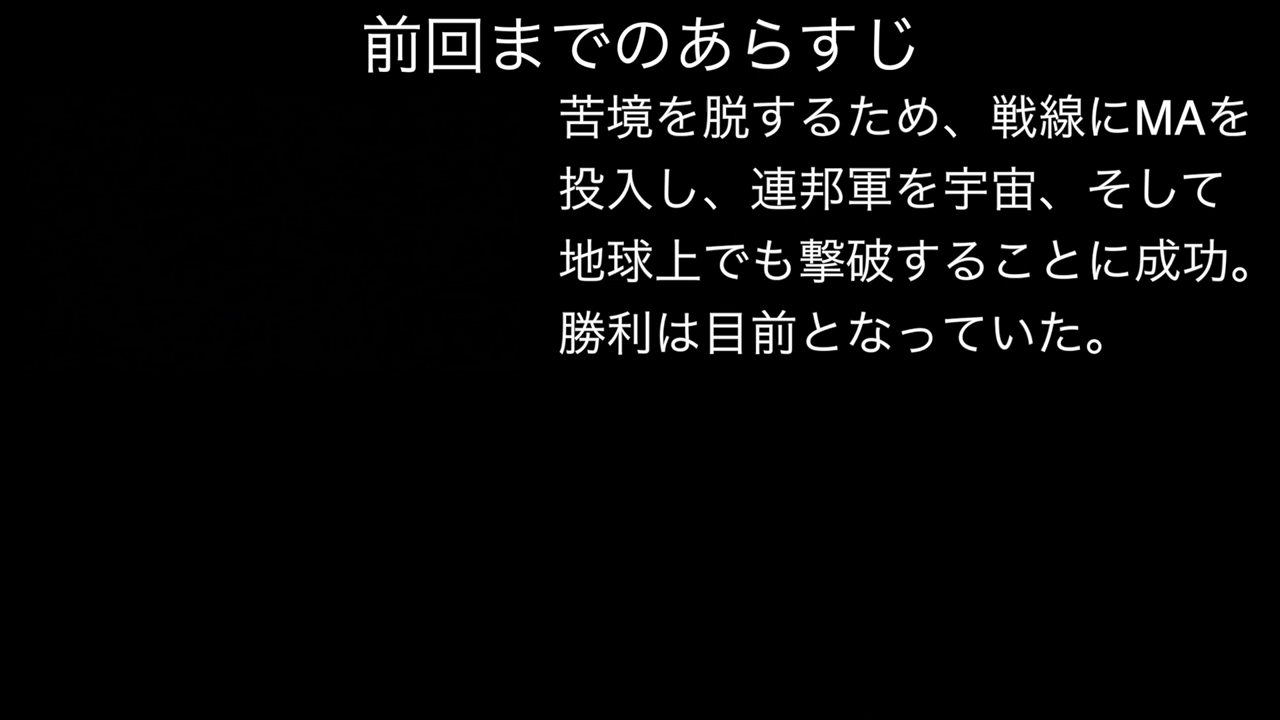 前回までのあらすじ
苦境を脱するため、戦線にMAを
投入し、連邦軍を宇宙、そして
地球上でも撃破することに成功。
勝利は目前となっていた。